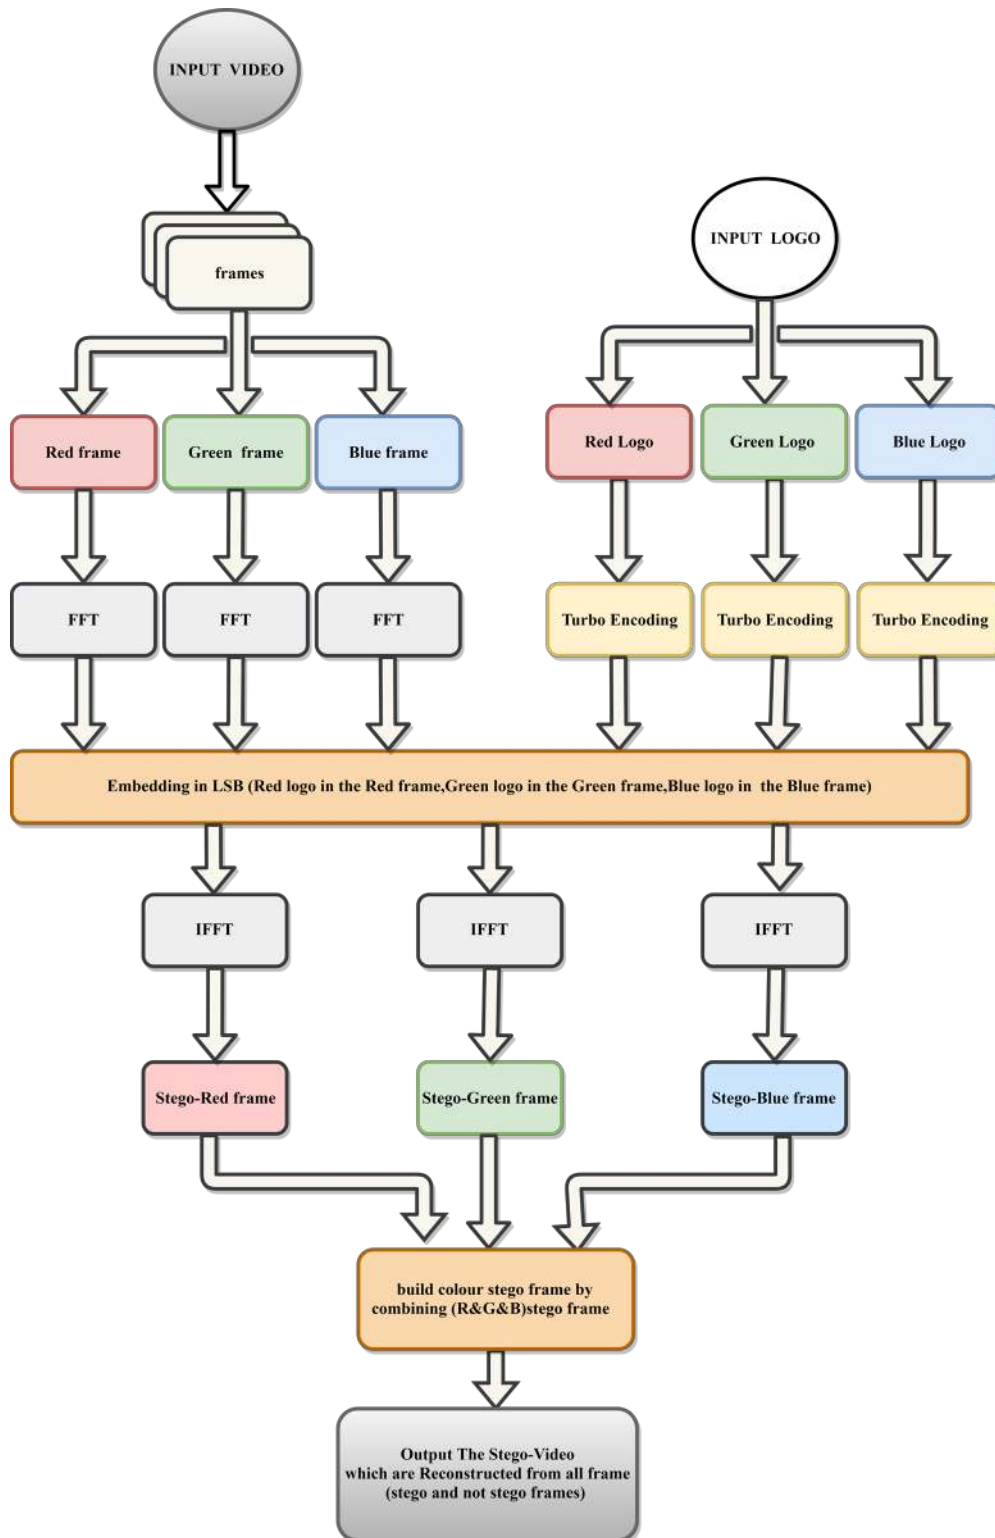 INPUT VIDEO
INPUT LOGO
frames
Red frame
Green frame
Blue frame
Red Logo
Green Logo
Blue Logo
FFT
FFT
FFT
Turbo Encoding
Turbo Encoding
Turbo Encoding
Embedding in LSB (Red logo in the Red frame,Green logo in the Green frame,Blue logo in the Blue frame)
IFFT
IFFT
IFFT
Stego-Red frame
Stego-Green frame
Stego-Blue frame
build colour stego frame by
combining (R&G&B)stego frame
Output The Stego-Video
which are Reconstructed from all frame
(stego and not stego frames)